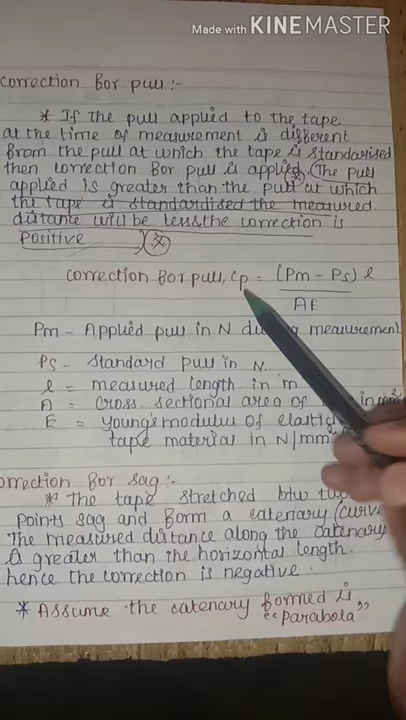 Made with KINEMASTER
Correction for pull :-
* If the pull applied to the tape
at the time of measurement is different
from the pull at which the tape is standarised
then correction for pull is applied. (The pull
applied is greater than the pull at which
the tape is standardised the measured
distante will be less & the correction is
Positive
correction for pull, Cp = (Pm - Ps) l
AE
Pm - Applied pull in N during measurement
Ps - Standard pull in N.
l = measured length in m
A = Cross-sectional area of in mm²
E = Young's modulus of
tape material in N/mm²
orrection for sag :-
* The tape stretched btw
points sag and form a catenary (curve
The measured distance along the catenary
is greater than the horizontal length.
hence the correction is negative.
* Assume the catenary formed is
"parabola"